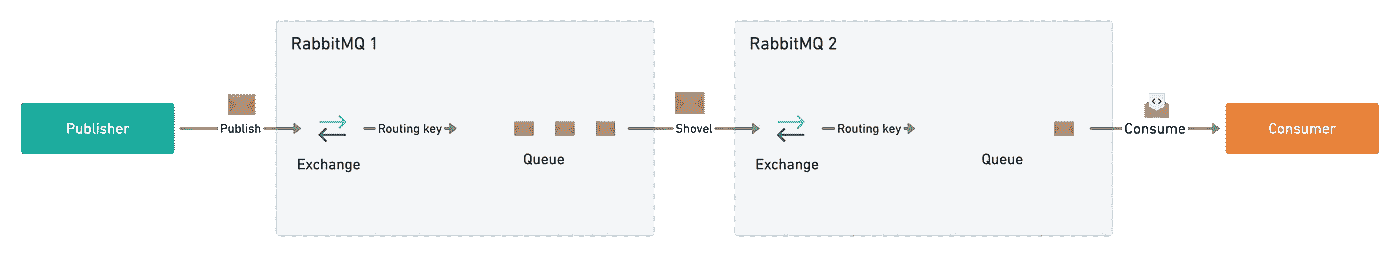 RabbitMQ 1
RabbitMQ 2
Publisher
Publish
Routing key
Shovel
Routing key
Consume
Consumer
Exchange
Queue
Exchange
Queue
<>